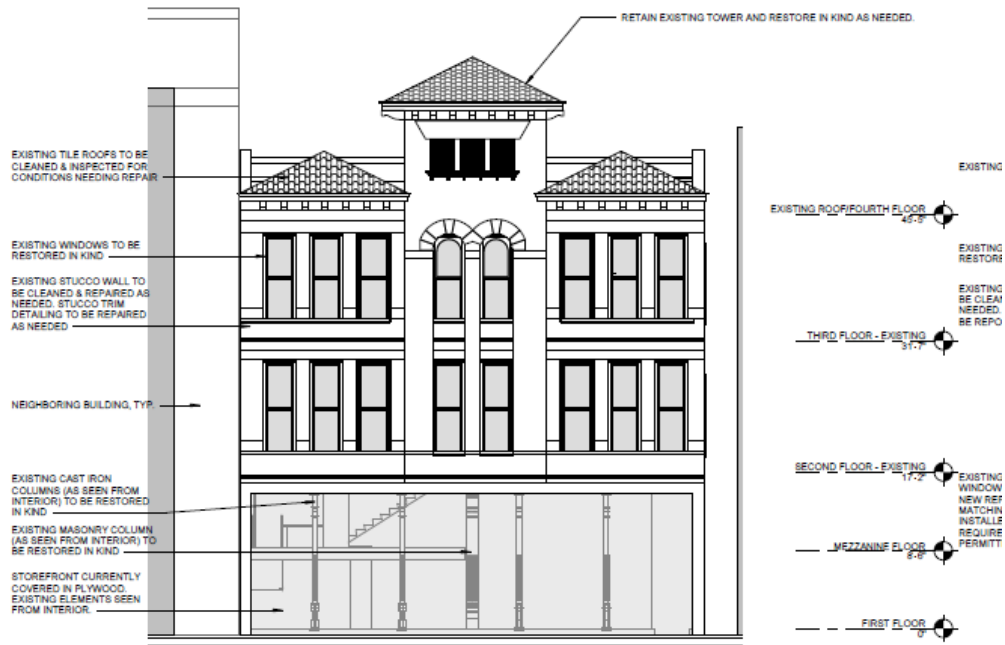 RETAIN EXISTING TOWER AND RESTORE IN KIND AS NEEDED.
EXISTING TILE ROOFS TO BE
CLEANED & INSPECTED FOR
CONDITIONS NEEDING REPAIR
EXISTING WINDOWS TO BE
RESTORED IN KIND
EXISTING STUCCO WALL TO
BE CLEANED & REPAIRED AS
NEEDED. STUCCO TRIM
DETAILING TO BE REPAIRED
AS NEEDED
NEIGHBORING BUILDING, TYP.
EXISTING CAST IRON
COLUMNS (AS SEEN FROM
INTERIOR) TO BE RESTORED
IN KIND
EXISTING MASONRY COLUMN
(AS SEEN FROM INTERIOR) TO
BE RESTORED IN KIND
STOREFRONT CURRENTLY
COVERED IN PLYWOOD.
EXISTING ELEMENTS SEEN
FROM INTERIOR.
EXISTING ROOF/FOURTH FLOOR
THIRD FLOOR - EXISTING
31'-7"
SECOND FLOOR - EXISTING
17'-2"
MEZZANINE FLOOR
8'-6"
FIRST FLOOR
0"
EXISTING
EXISTING
RESTORE
EXISTING
BE CLEAN
NEEDED.
BE REPO
EXISTING
WINDOW
NEW REP
MATCHIN
INSTALLE
REQUIRE
PERMITT